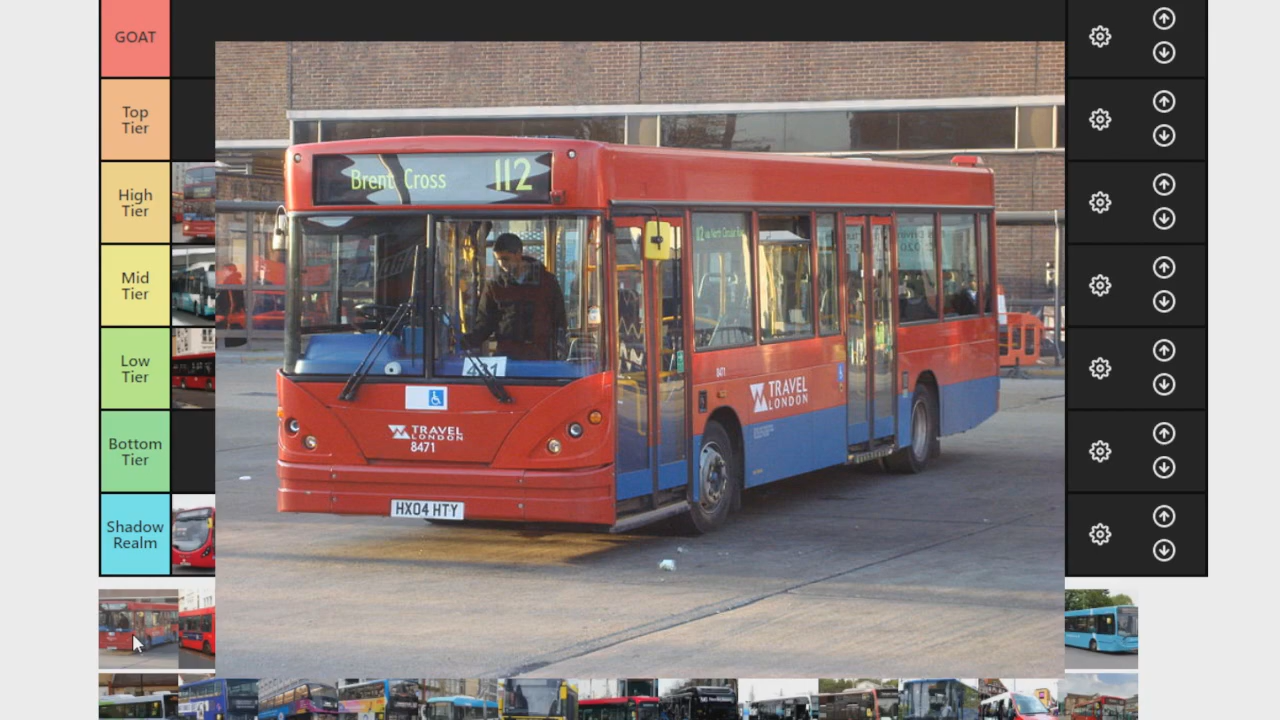 GOAT
Top
Tier
High
Tier
Mid
Tier
Low
Tier
Bottom
Tier
Shadow
Realm
Brent Cross 112
TRAVEL
LONDON
8471
HX04 HTY
8471
TRAVEL
LONDON